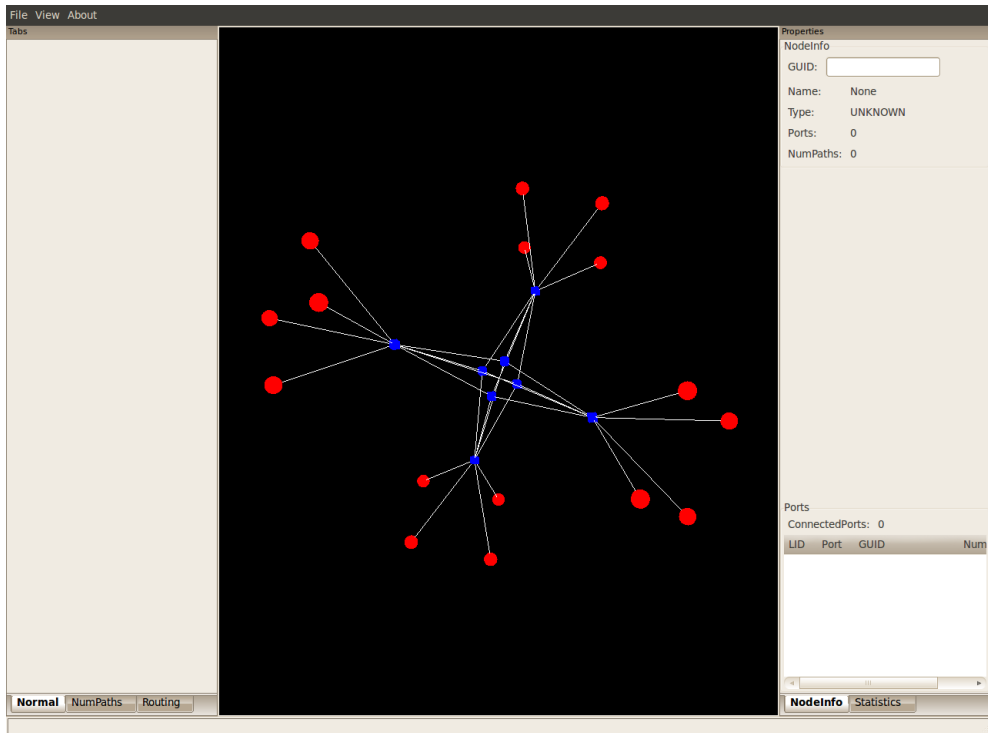 File View About
Tabs
Properties
NodeInfo
GUID:
Name: None
Type: UNKNOWN
Ports: 0
NumPaths: 0
Ports
ConnectedPorts: 0
LID Port GUID Num
Normal NumPaths Routing
NodeInfo Statistics